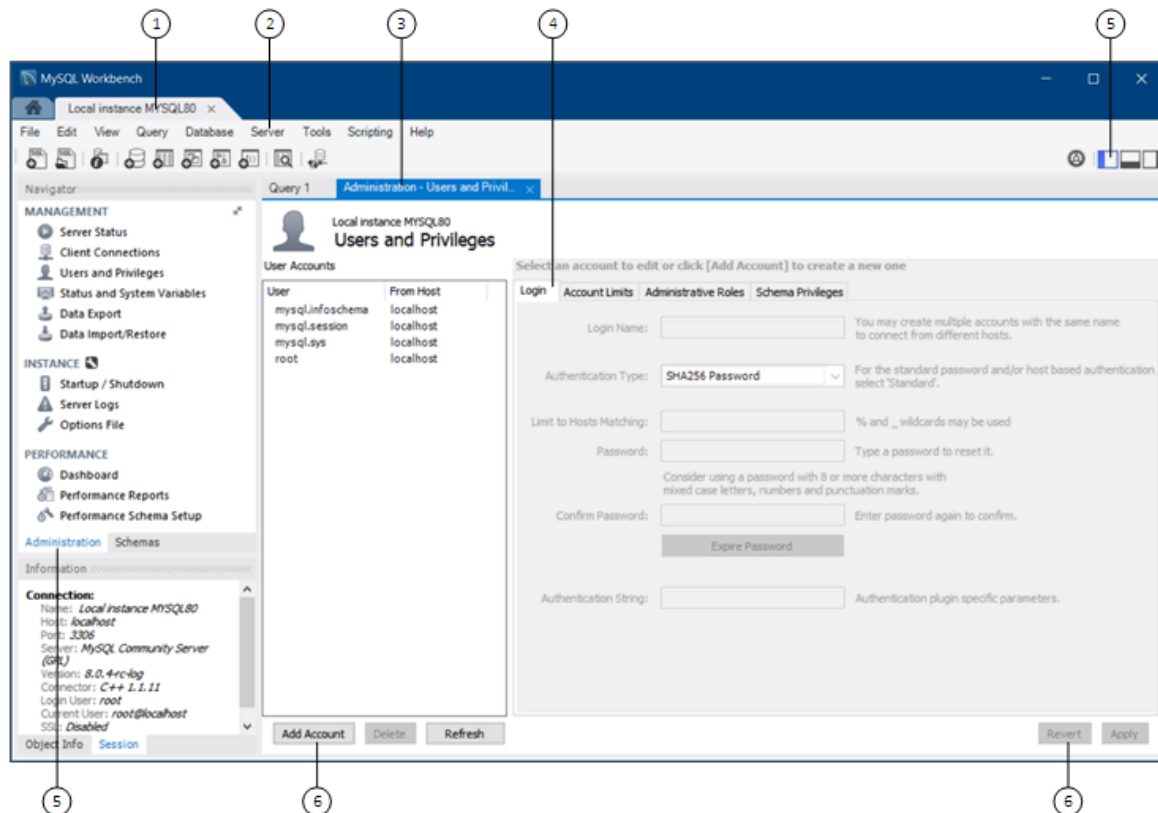 1 2 3 4 5
MySQL Workbench
Local instance MYSQL80
File Edit View Query Database Server Tools Scripting Help
Navigator
MANAGEMENT
Server Status
Client Connections
Users and Privileges
Status and System Variables
Data Export
Data Import/Restore
INSTANCE
Startup / Shutdown
Server Logs
Options File
PERFORMANCE
Dashboard
Performance Reports
Performance Schema Setup
Administration Schemas
Information
Connection:
Name: Local instance MYSQL80
Host: localhost
Port: 3306
Server: MySQL Community Server
(GPL)
Version: 8.0.4-rc-log
Connector: C++ 1.1.11
Login User: root
Current User: root@localhost
SSL: Disabled
Object Info Session
Query 1 Administration - Users and Privil..
Local instance MYSQL80
Users and Privileges
User Accounts
User From Host
mysql.infoschema localhost
mysql.session localhost
mysql.sys localhost
root localhost
Add Account Delete Refresh
Select an account to edit or click [Add Account] to create a new one
Login Account Limits Administrative Roles Schema Privileges
Login Name: You may create multiple accounts with the same name
to connect from different hosts.
Authentication Type: SHA256 Password For the standard password and/or host based authentication
select 'Standard'.
Limit to Hosts Matching: % and _ wildcards may be used
Password: Type a password to reset it.
Consider using a password with 8 or more characters with
mixed case letters, numbers and punctuation marks.
Confirm Password: Enter password again to confirm.
Expire Password
Authentication String: Authentication plugin specific parameters.
Revert Apply
5 6 6